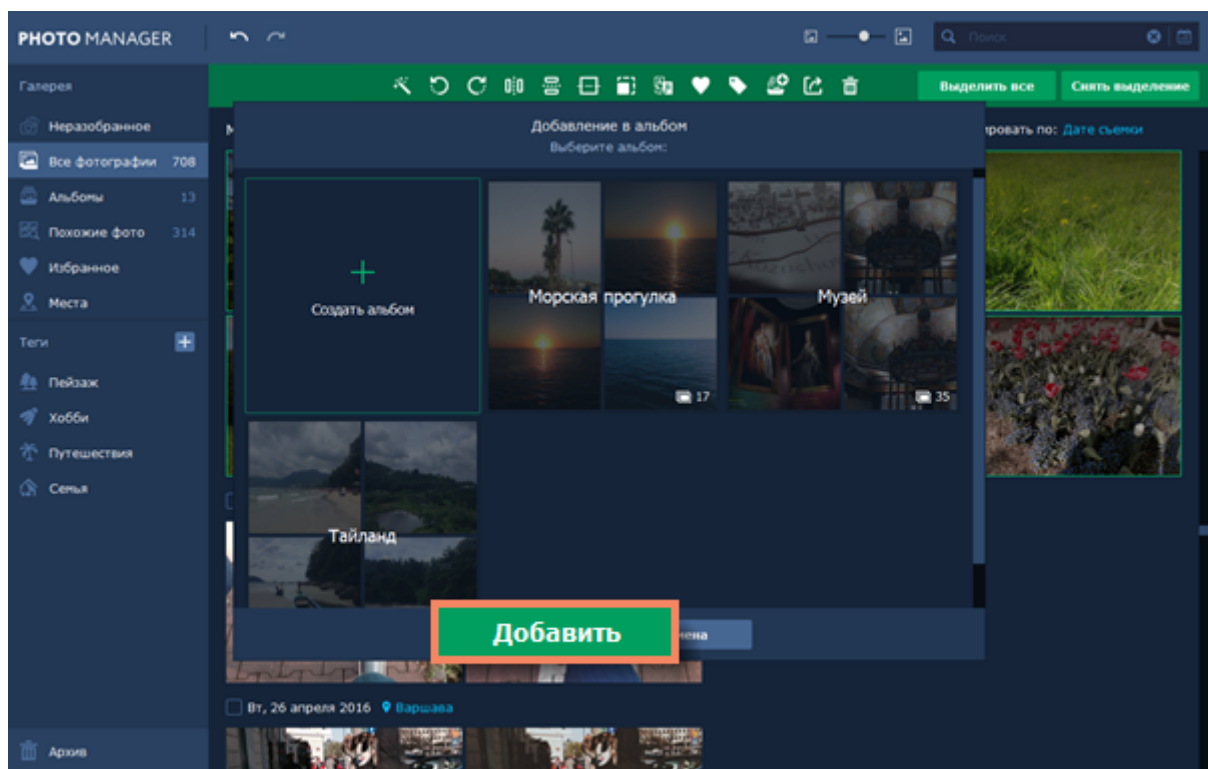 PHOTO MANAGER
Поиск
Галерея
Выделить все
Снять выделение
Неразобранное
Все фотографии 708
Альбомы 13
Похожие фото 314
Избранное
Места
Теги
Пейзаж
Хобби
Путешествия
Семья
Архив
Добавление в альбом
Выберите альбом:
Дате съемки
по:
Создать альбом
Морская прогулка
17
Музей
35
Тайланд
Добавить
Вт, 26 апреля 2016 Варшава